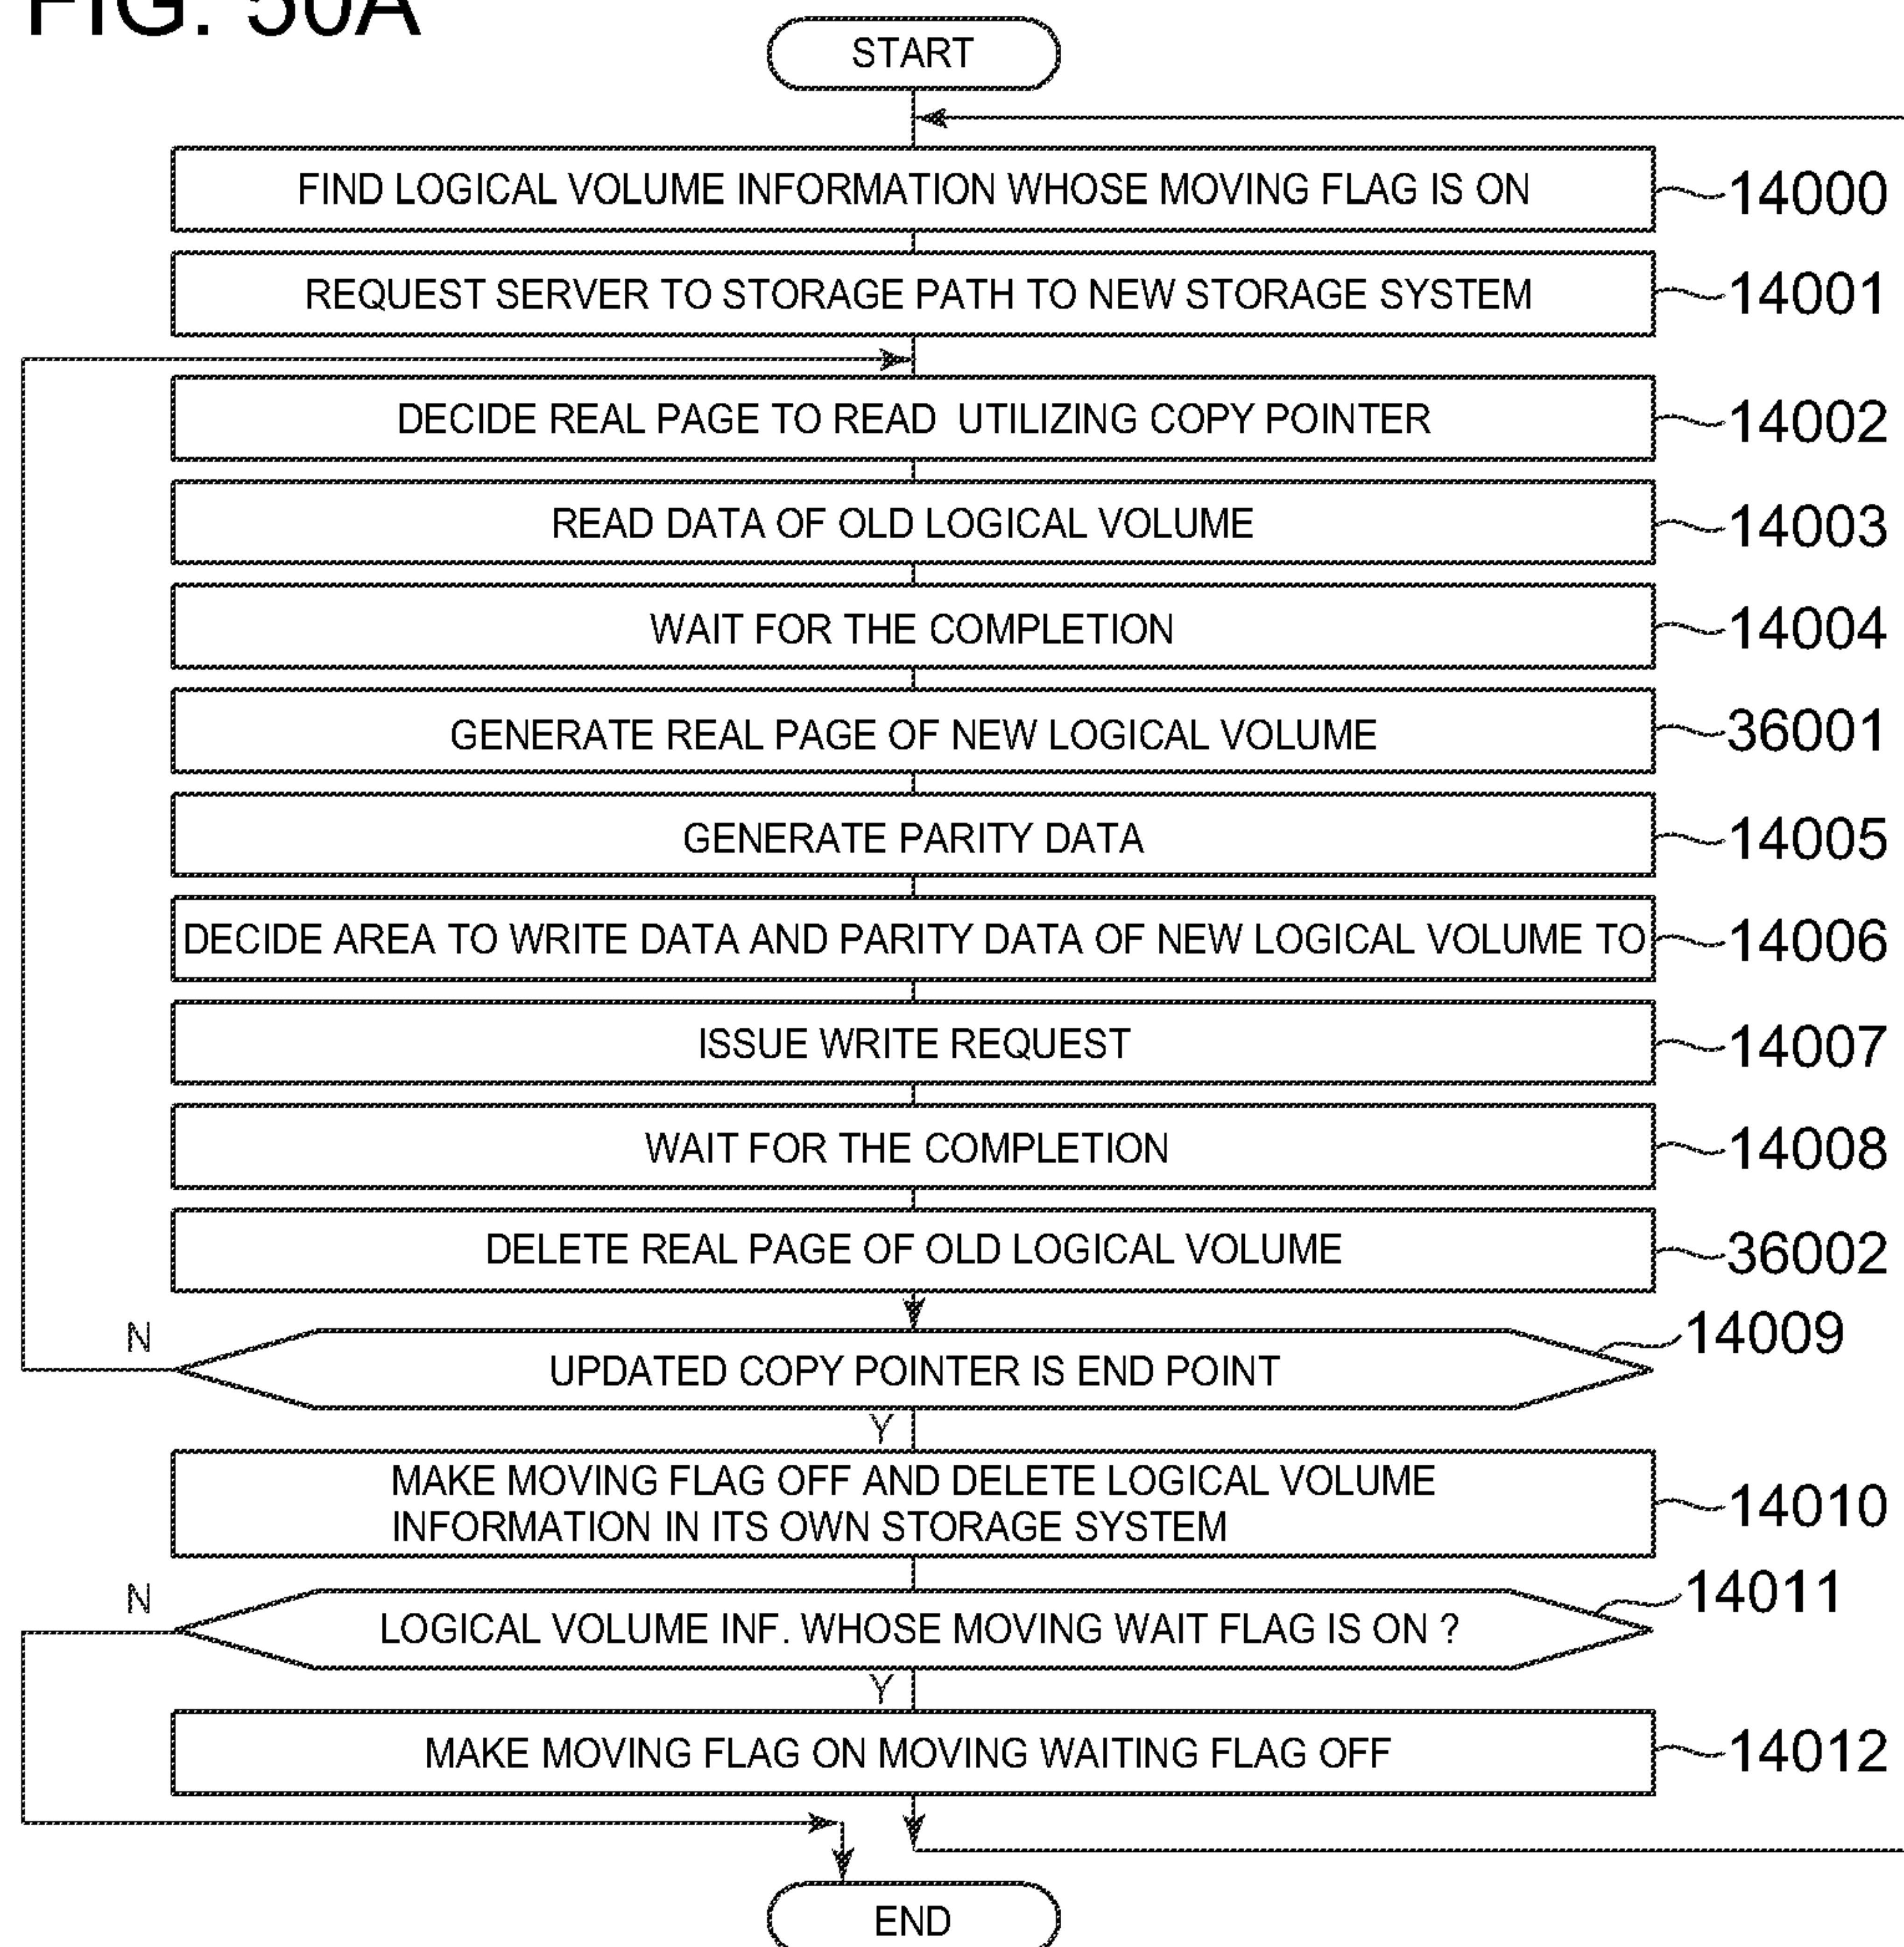 FIG. 50A
START
FIND LOGICAL VOLUME INFORMATION WHOSE MOVING FLAG IS ON
14000
REQUEST SERVER TO STORAGE PATH TO NEW STORAGE SYSTEM
14001
DECIDE REAL PAGE TO READ UTILIZING COPY POINTER
14002
READ DATA OF OLD LOGICAL VOLUME
14003
WAIT FOR THE COMPLETION
14004
GENERATE REAL PAGE OF NEW LOGICAL VOLUME
36001
GENERATE PARITY DATA
14005
DECIDE AREA TO WRITE DATA AND PARITY DATA OF NEW LOGICAL VOLUME TO
14006
ISSUE WRITE REQUEST
14007
WAIT FOR THE COMPLETION
14008
DELETE REAL PAGE OF OLD LOGICAL VOLUME
36002
N
UPDATED COPY POINTER IS END POINT
14009
Y
MAKE MOVING FLAG OFF AND DELETE LOGICAL VOLUME
INFORMATION IN ITS OWN STORAGE SYSTEM
14010
N
LOGICAL VOLUME INF. WHOSE MOVING WAIT FLAG IS ON ?
14011
Y
MAKE MOVING FLAG ON MOVING WAITING FLAG OFF
14012
END